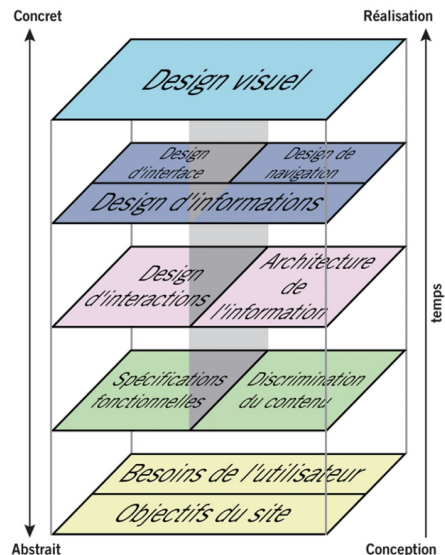 Concret
Réalisation
Design visuel
Design
d'interface
Design de
navigation
Design d'informations
Design
d'interactions
Architecture
de
l'information
temps
Spécifications
fonctionnelles
Discrimination
du contenu
Besoins de l'utilisateur
Objectifs du site
Abstrait
Conception